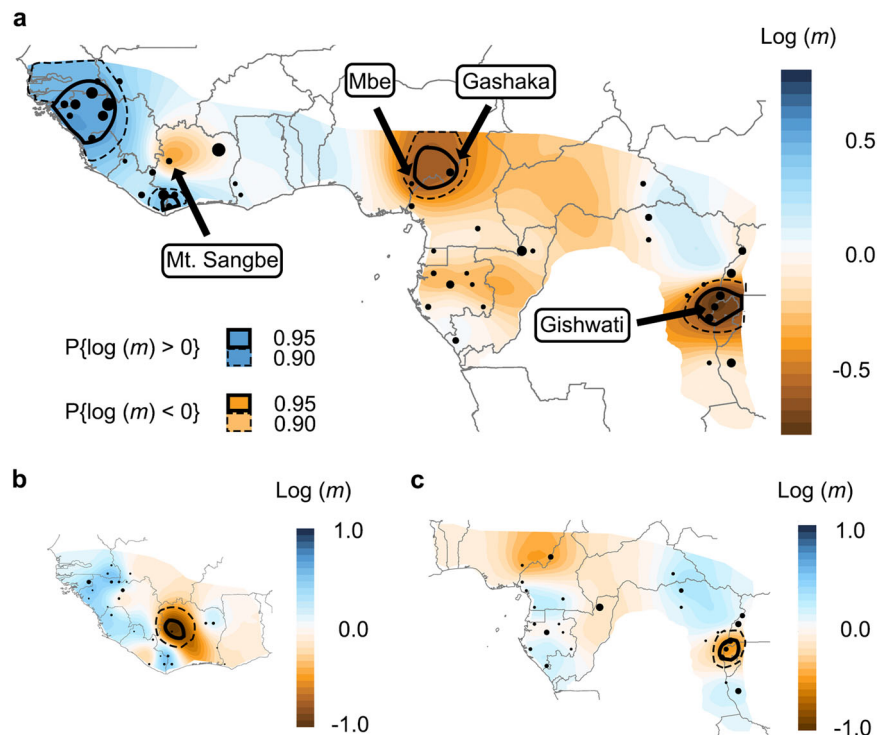 a
Log (m)
Mbe
Gashaka
0.5
0.0
-0.5
Mt. Sangbe
Gishwati
P{log (m) > 0}
0.95
0.90
P{log (m) < 0}
0.95
0.90
b
Log (m)
1.0
0.0
-1.0
c
Log (m)
1.0
0.0
-1.0